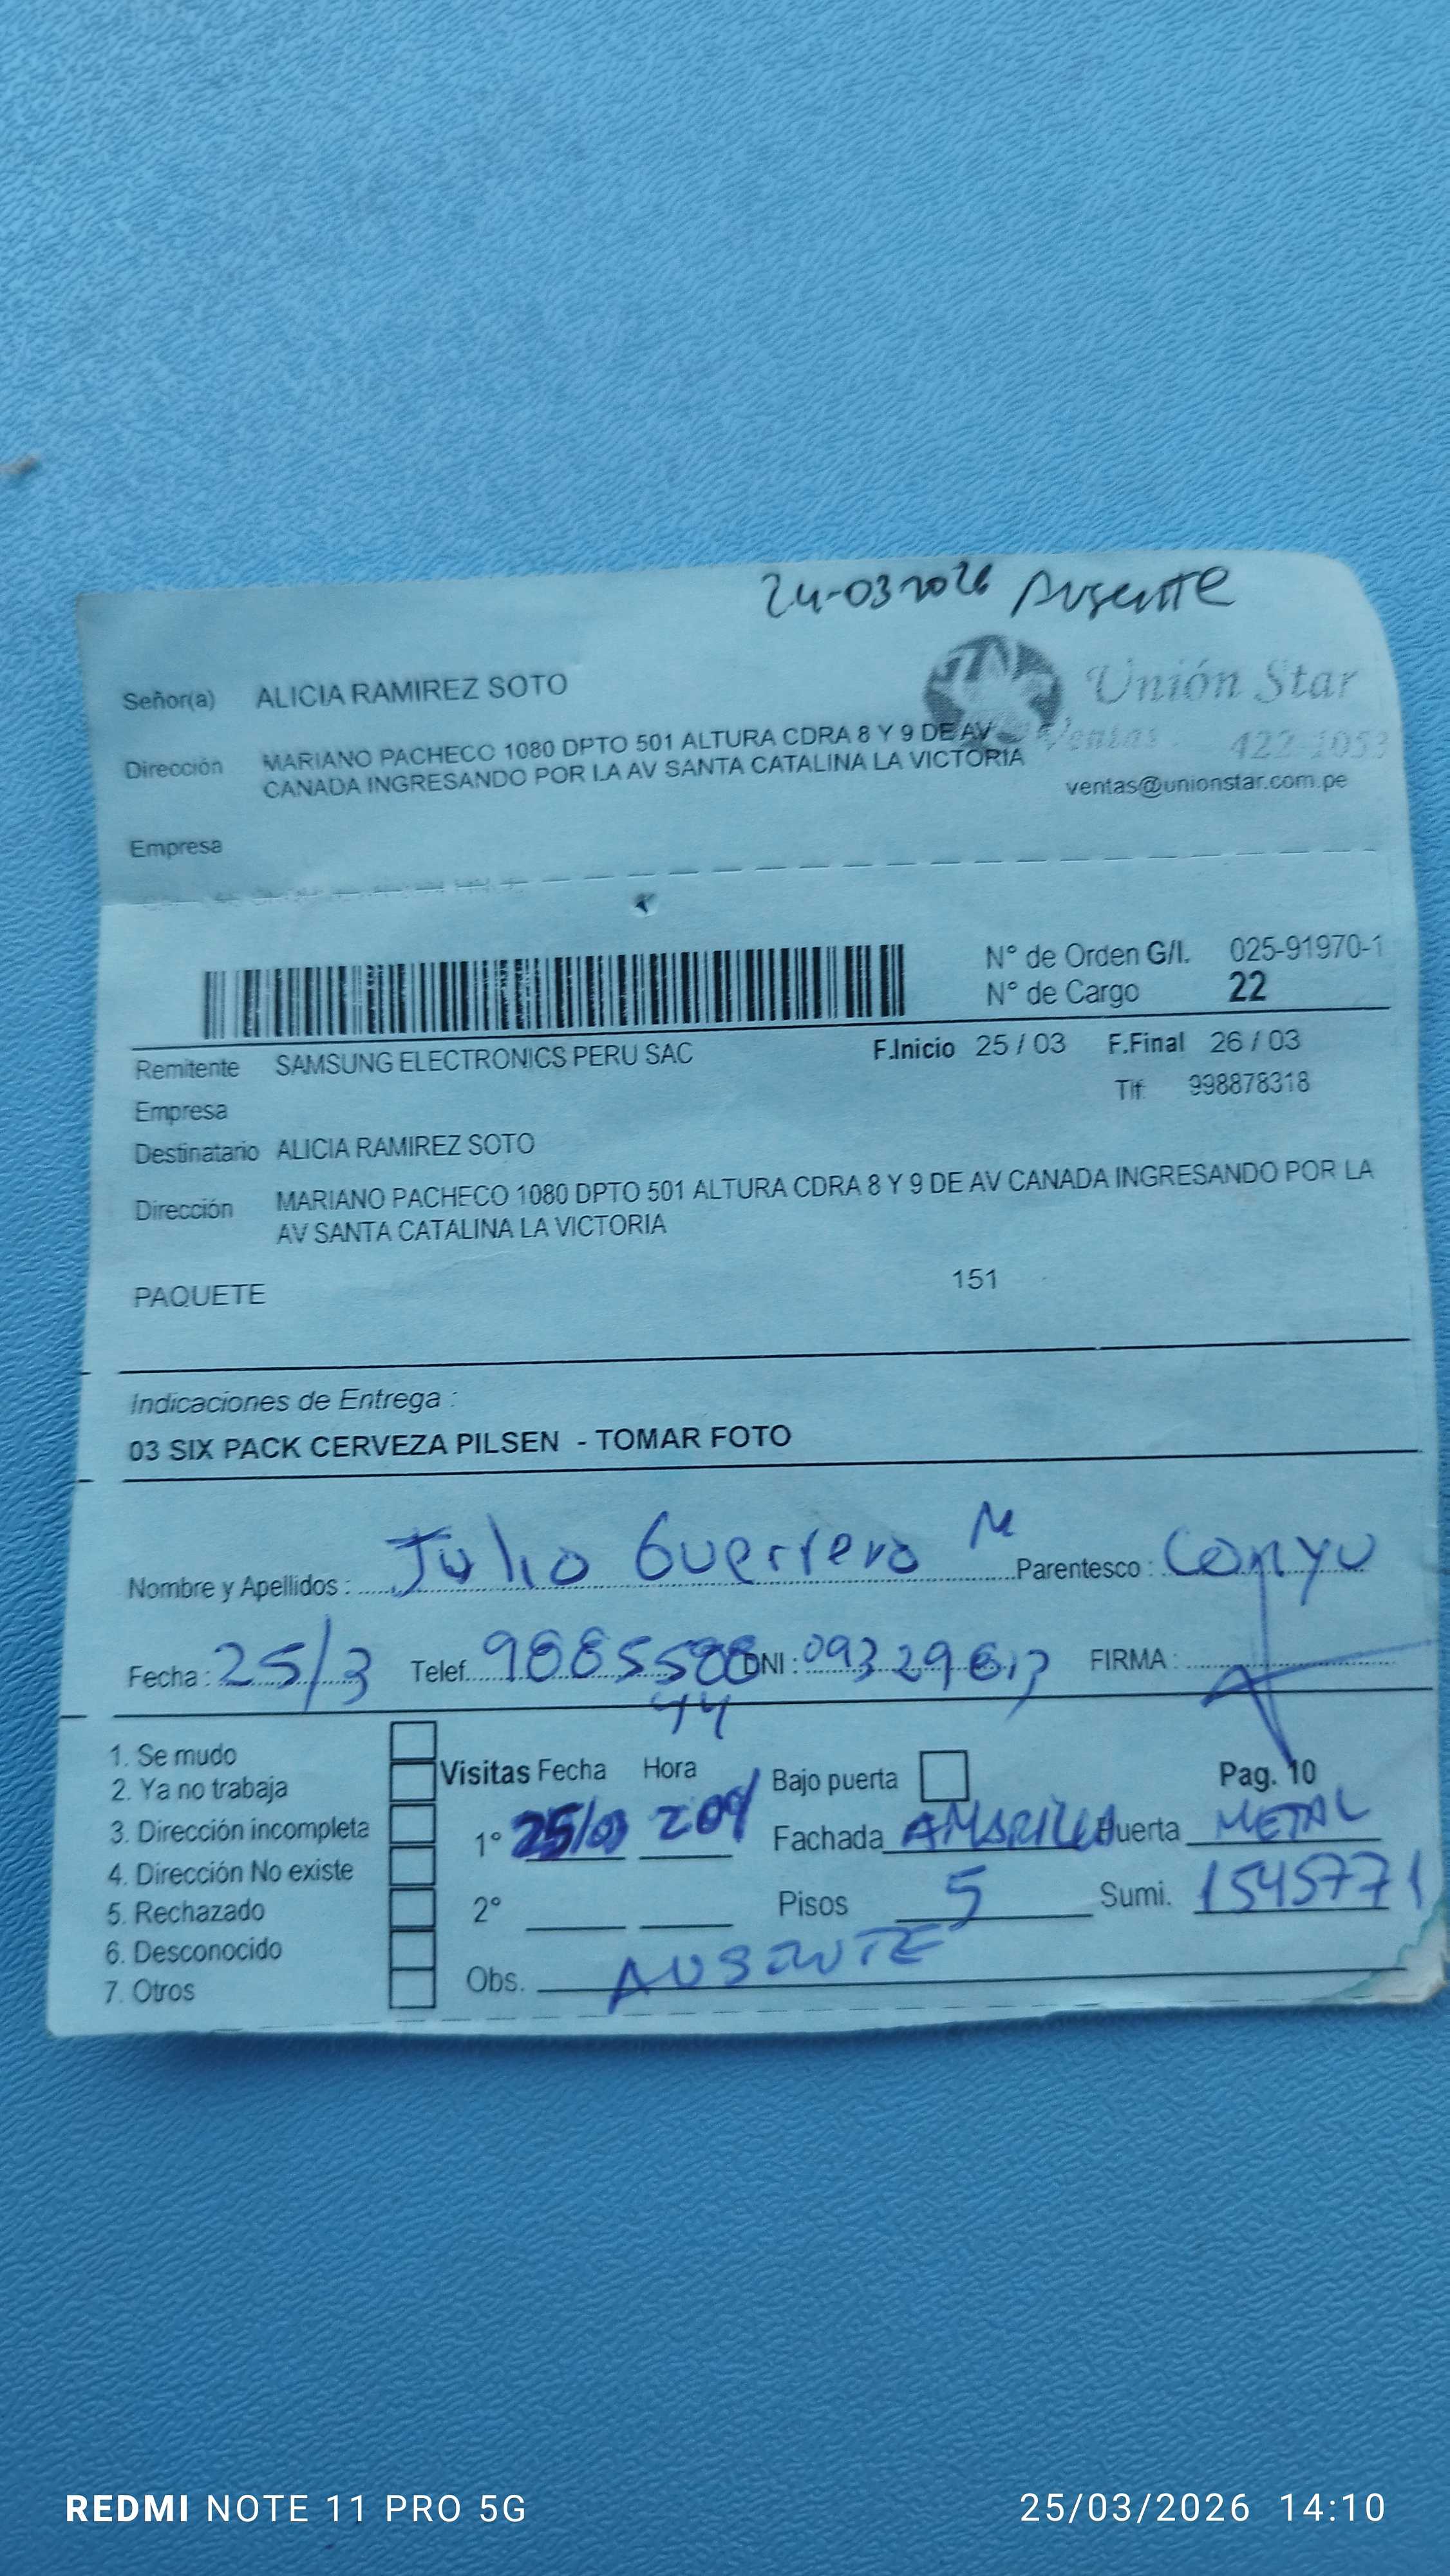 24-03 2026 Ausente
Señor(a) ALICIA RAMIREZ SOTO
Unión Star
Dirección MARIANO PACHECO 1080 DPTO 501 ALTURA CDRA 8 Y 9 DE AV
CANADA INGRESANDO POR LA AV SANTA CATALINA LA VICTORIA
Ventas 422-1053
ventas@unionstar.com.pe
Empresa
N° de Orden G/I. 025-91970-1
N° de Cargo 22
Remitente SAMSUNG ELECTRONICS PERU SAC F.Inicio 25 / 03 F.Final 26 / 03
Empresa Tlf: 998878318
Destinatario ALICIA RAMIREZ SOTO
Dirección MARIANO PACHECO 1080 DPTO 501 ALTURA CDRA 8 Y 9 DE AV CANADA INGRESANDO POR LA
AV SANTA CATALINA LA VICTORIA
PAQUETE 151
Indicaciones de Entrega :
03 SIX PACK CERVEZA PILSEN - TOMAR FOTO
Nombre y Apellidos : Julio Guerrero M Parentesco : Conyu
Fecha : 25/3 Telef. DNI : FIRMA :
44
1. Se mudo
2. Ya no trabaja
3. Dirección incompleta
4. Dirección No existe
5. Rechazado
6. Desconocido
7. Otros
Visitas Fecha Hora Bajo puerta Pag. 10
1° 25/03 209 Fachada AMARILLA Puerta METAL
2° Pisos 5 Sumi. 1545771
Obs. AUSENTE
REDMI NOTE 11 PRO 5G 25/03/2026 14:10